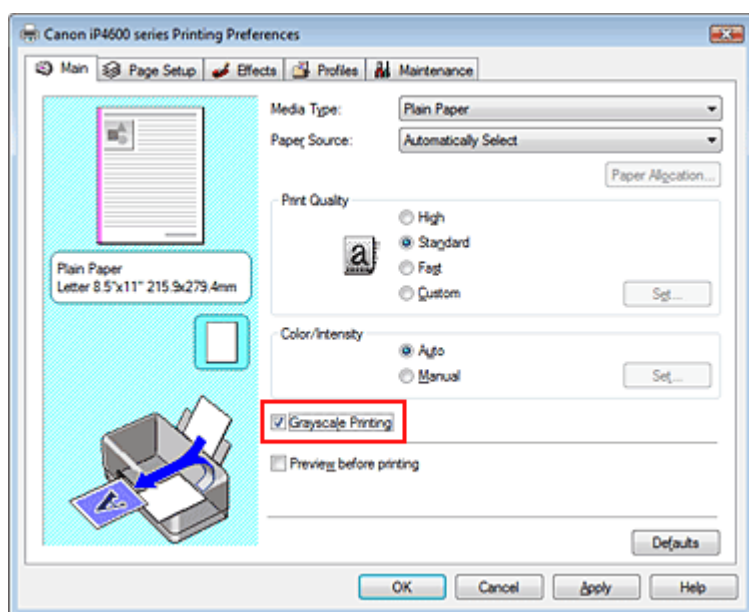 Canon iP4600 series Printing Preferences
Main Page Setup Effects Profiles Maintenance
Media Type: Plain Paper
Paper Source: Automatically Select
Paper Allocation...
Print Quality
High
Standard
Fast
Custom Set...
Plain Paper
Letter 8.5"x11" 215.9x279.4mm
Color/Intensity
Auto
Manual Set...
Grayscale Printing
Preview before printing
Defaults
OK Cancel Apply Help